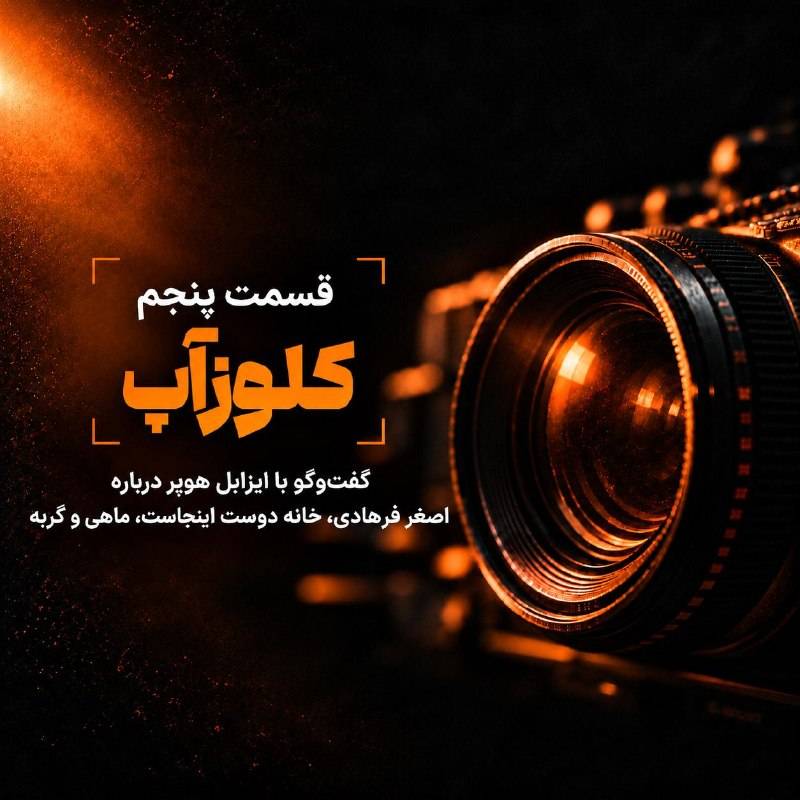 قسمت پنجم
کلوزآپ
گفت‌وگو با ایزابل هوپر درباره
اصغر فرهادی، خانه دوست اینجاست، ماهی و گربه